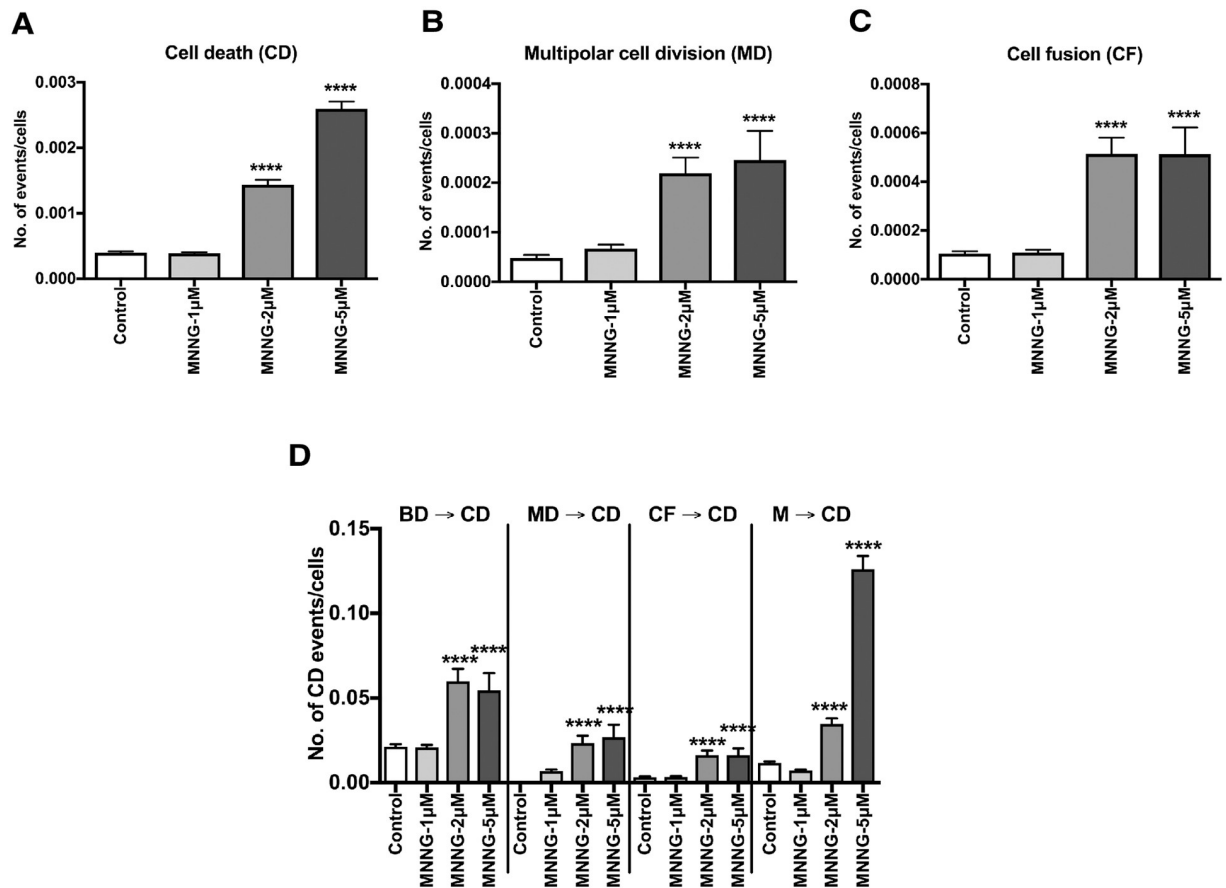 A
Cell death (CD)
No. of events/cells
0.003
0.002
0.001
0.000
****
****
Control
MNNG-1µM
MNNG-2µM
MNNG-5µM
B
Multipolar cell division (MD)
No. of events/cells
0.0004
0.0003
0.0002
0.0001
0.0000
****
****
Control
MNNG-1µM
MNNG-2µM
MNNG-5µM
C
Cell fusion (CF)
No. of events/cells
0.0008
0.0006
0.0004
0.0002
0.0000
****
****
Control
MNNG-1µM
MNNG-2µM
MNNG-5µM
D
BD → CD
MD → CD
CF → CD
M → CD
No. of CD events/cells
0.15
0.10
0.05
0.00
****
****
****
****
****
****
****
****
Control
MNNG-1µM
MNNG-2µM
MNNG-5µM
Control
MNNG-1µM
MNNG-2µM
MNNG-5µM
Control
MNNG-1µM
MNNG-2µM
MNNG-5µM
Control
MNNG-1µM
MNNG-2µM
MNNG-5µM